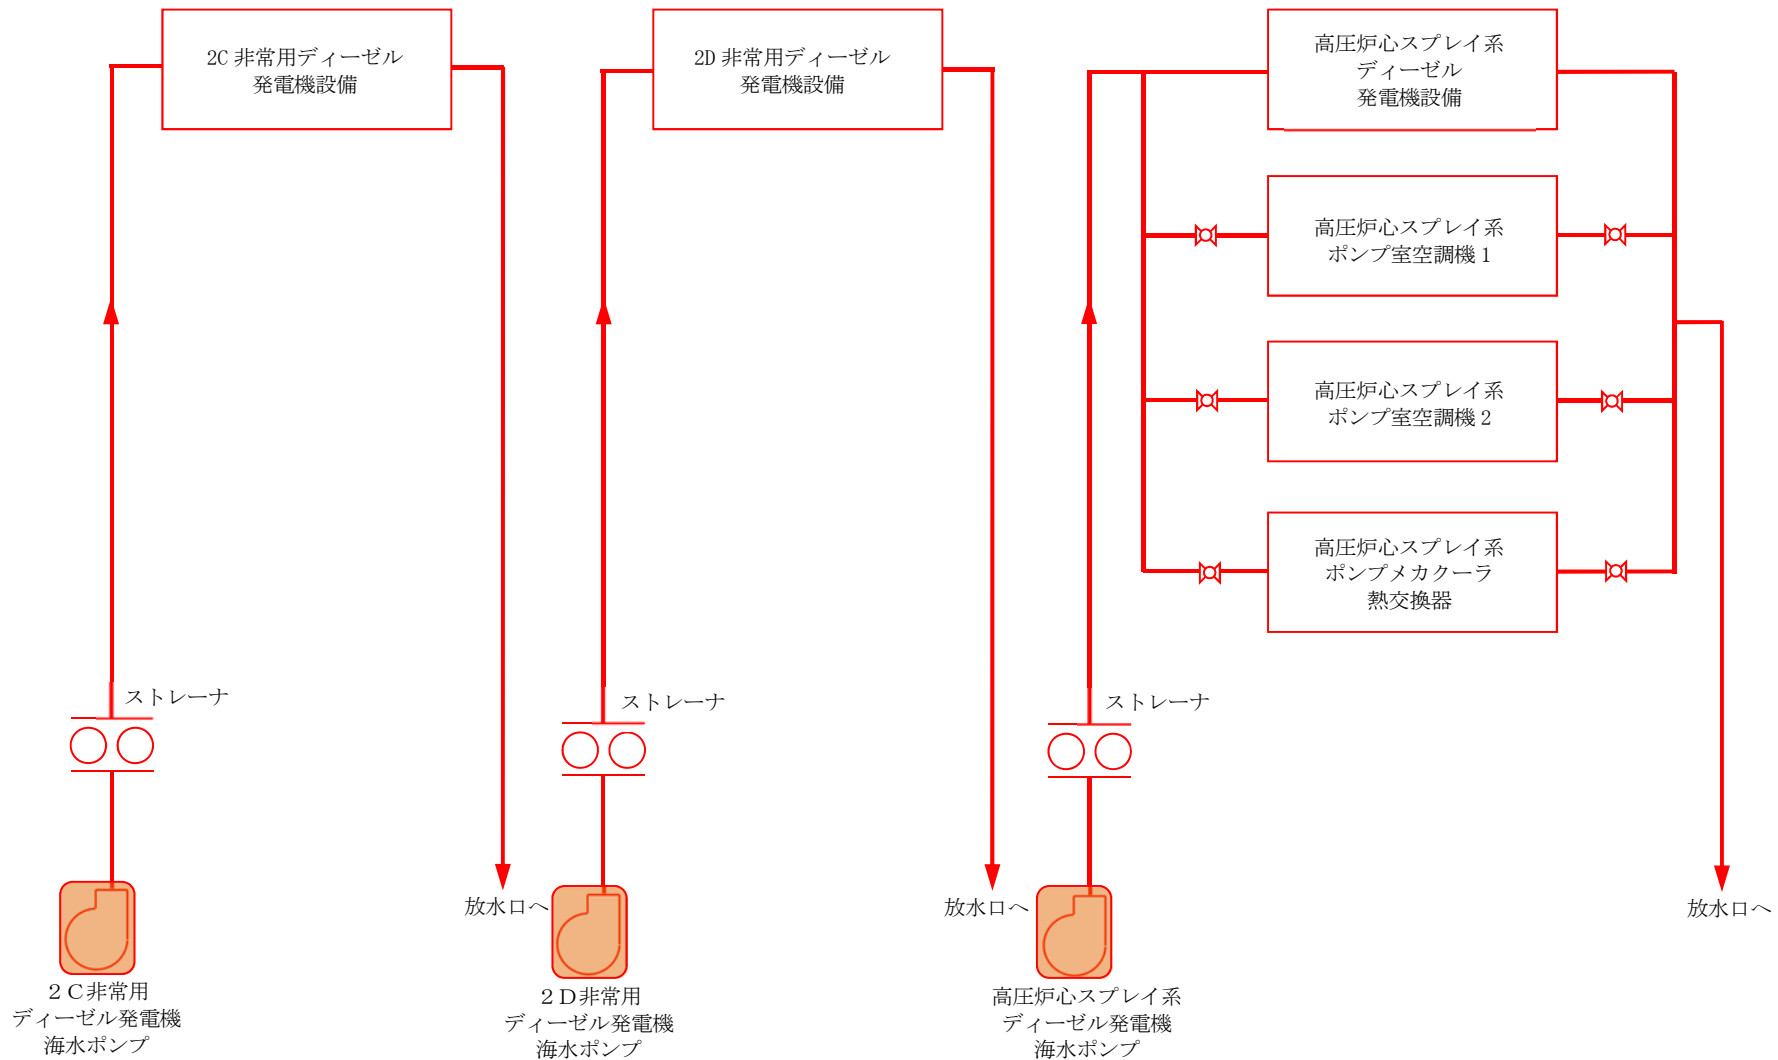 2C 非常用ディーゼル
発電機設備
2D 非常用ディーゼル
発電機設備
高圧炉心スプレイ系
ディーゼル
発電機設備
高圧炉心スプレイ系
ポンプ室空調機 1
高圧炉心スプレイ系
ポンプ室空調機 2
高圧炉心スプレイ系
ポンプメカクーラ
熱交換器
ストレーナ
ストレーナ
ストレーナ
放水口へ
放水口へ
放水口へ
2C非常用
ディーゼル発電機
海水ポンプ
2D非常用
ディーゼル発電機
海水ポンプ
高圧炉心スプレイ系
ディーゼル発電機
海水ポンプ